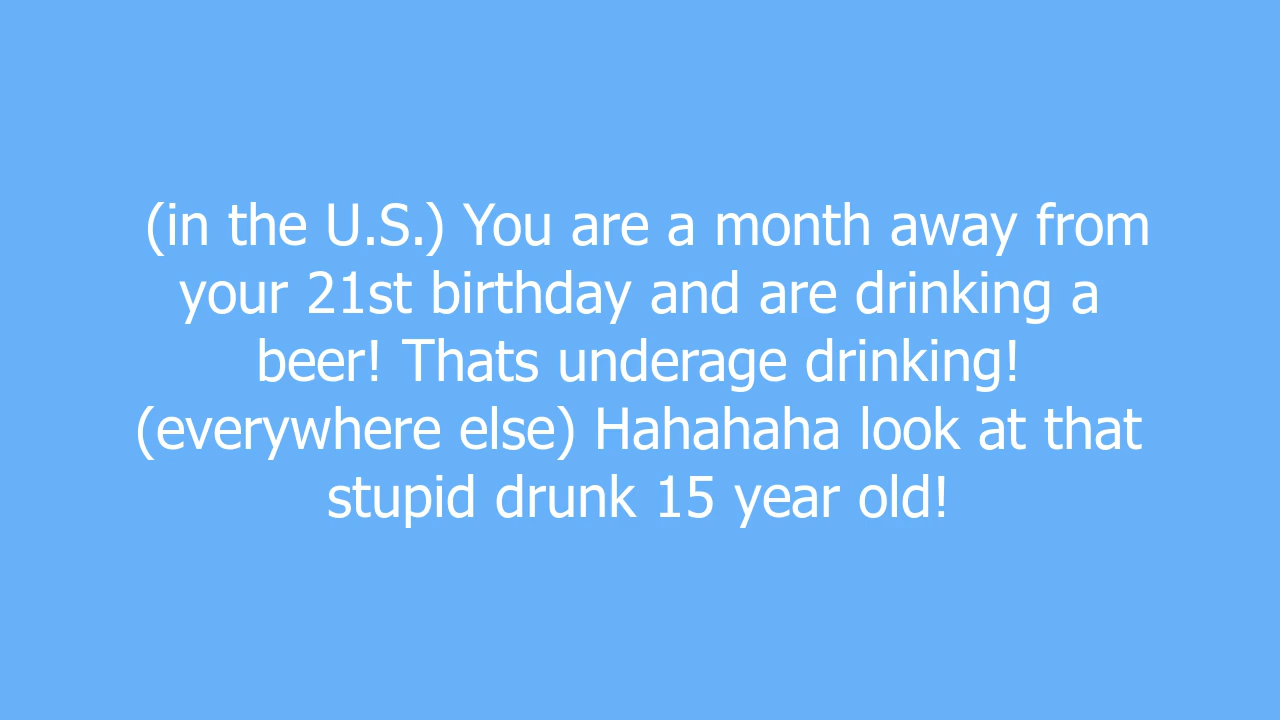 (in the U.S.) You are a month away from
your 21st birthday and are drinking a
beer! Thats underage drinking!
(everywhere else) Hahahaha look at that
stupid drunk 15 year old!